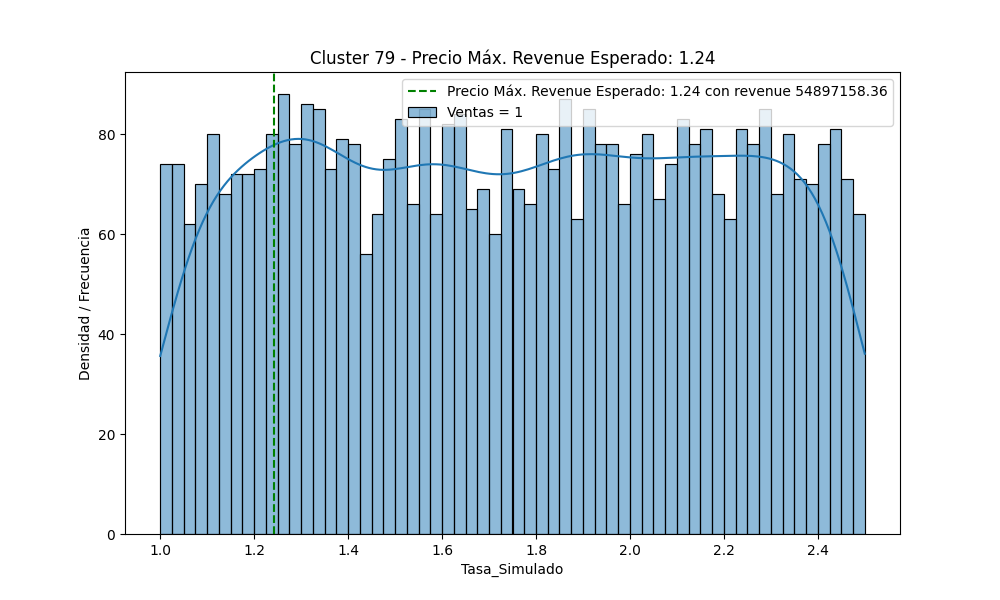 Cluster 79 - Precio Máx. Revenue Esperado: 1.24
Precio Máx. Revenue Esperado: 1.24 con revenue 54897158.36
Ventas = 1
Densidad / Frecuencia
80
60
40
20
0
1.0 1.2 1.4 1.6 1.8 2.0 2.2 2.4
Tasa_Simulado